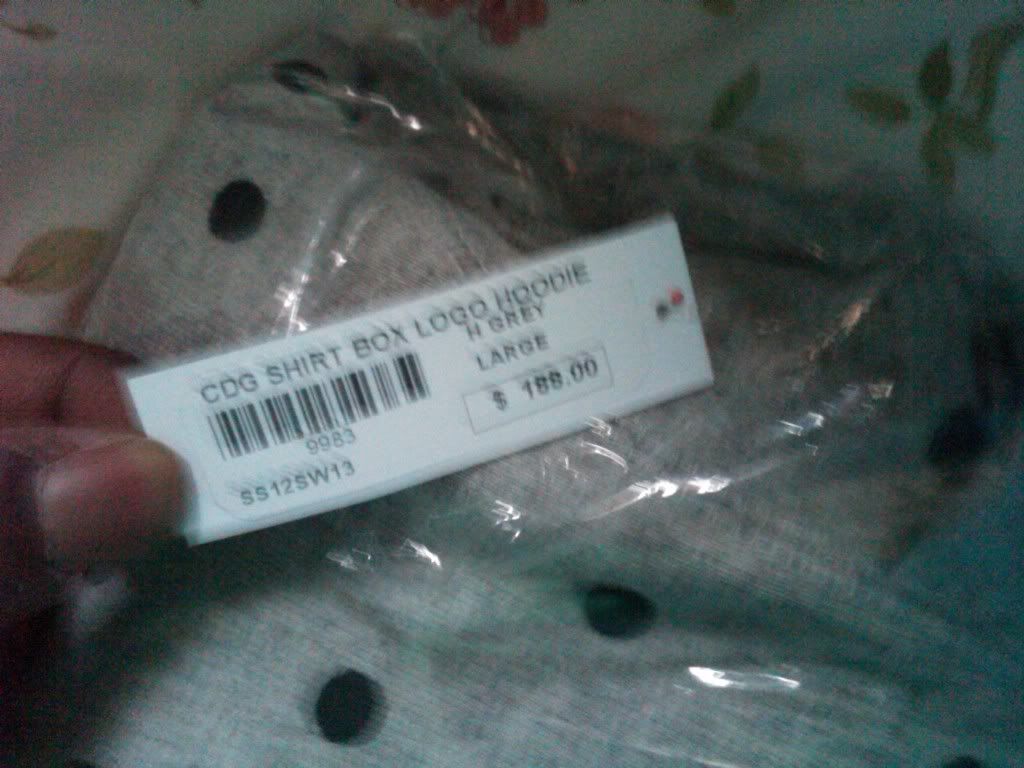 CDG SHIRT BOX LOGO HOODIE
H GREY
LARGE
$ 188.00
9983
SS12SW13